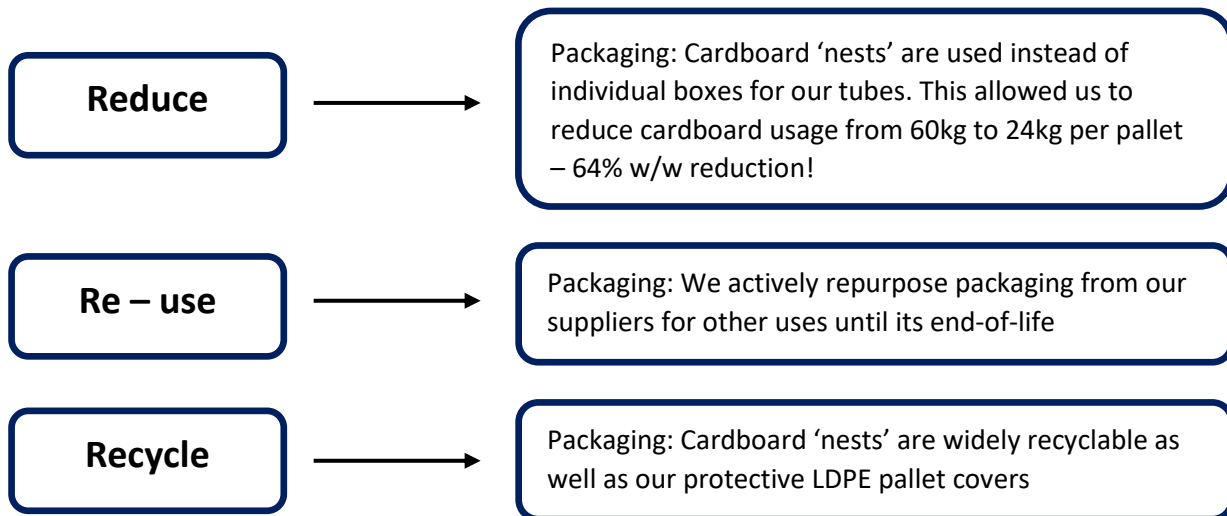 Reduce
Packaging: Cardboard ‘nests’ are used instead of
individual boxes for our tubes. This allowed us to
reduce cardboard usage from 60kg to 24kg per pallet
– 64% w/w reduction!
Re – use
Packaging: We actively repurpose packaging from our
suppliers for other uses until its end-of-life
Recycle
Packaging: Cardboard ‘nests’ are widely recyclable as
well as our protective LDPE pallet covers